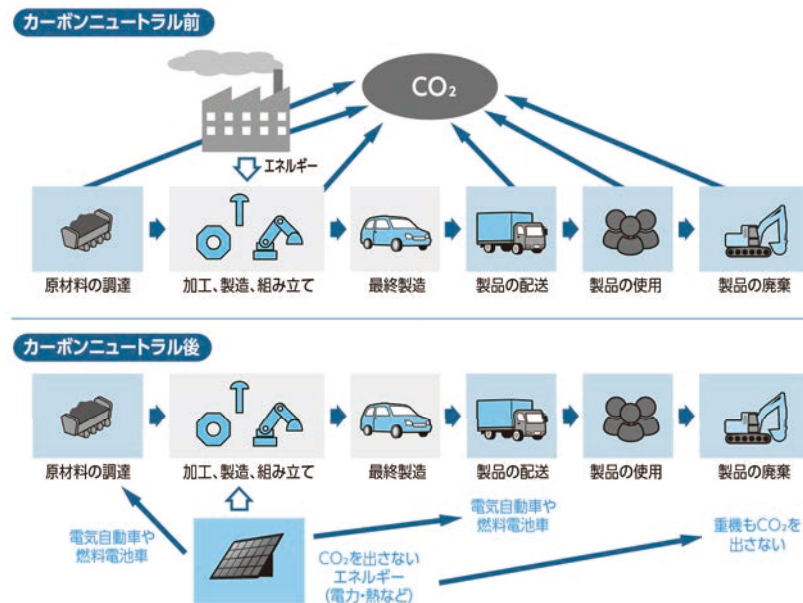 カーボンニュートラル前
CO₂
エネルギー
原材料の調達
加工、製造、組み立て
最終製造
製品の配送
製品の使用
製品の廃棄
カーボンニュートラル後
原材料の調達
加工、製造、組み立て
最終製造
製品の配送
製品の使用
製品の廃棄
電気自動車や
燃料電池車
CO₂を出さない
エネルギー
(電力・熱など)
電気自動車や
燃料電池車
重機もCO₂を
出さない